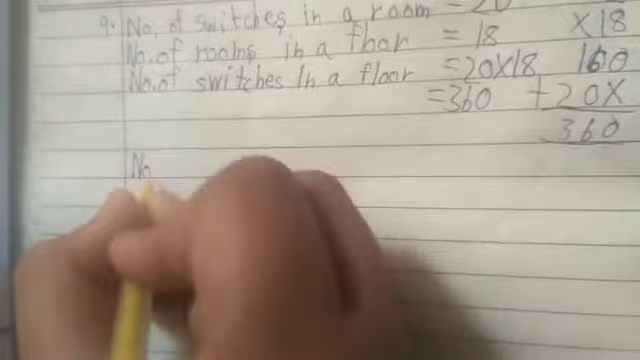 9. No. of switches in a room = 20
No. of rooms in a floor = 18 X18
No. of switches in a floor = 20X18 160
= 360 + 20X
360
No